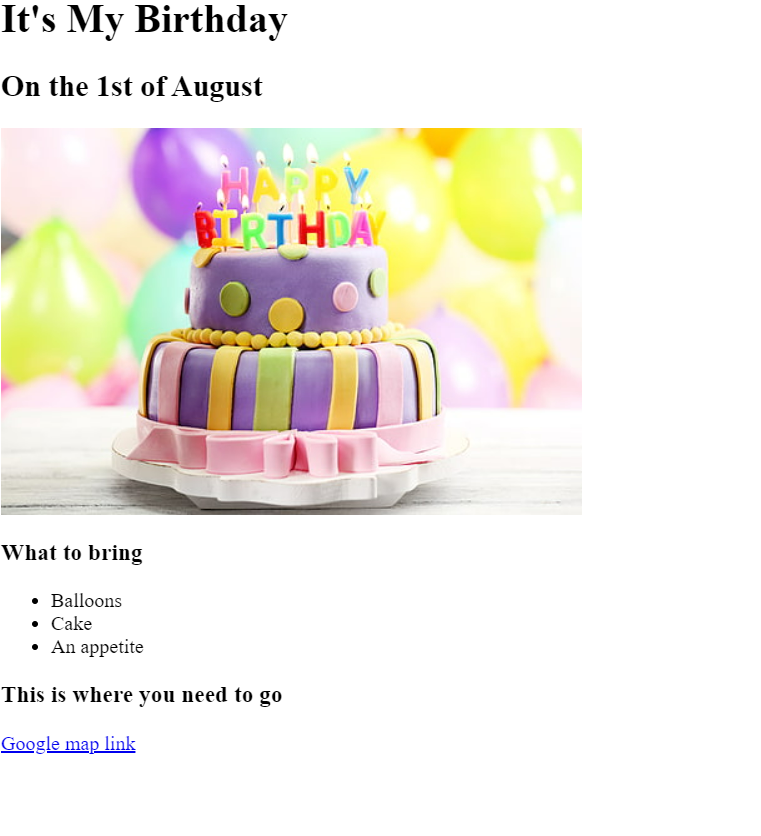 It's My Birthday
On the 1st of August
HAPPY
BIRTHDAY
What to bring
Balloons
Cake
An appetite
This is where you need to go
Google map link